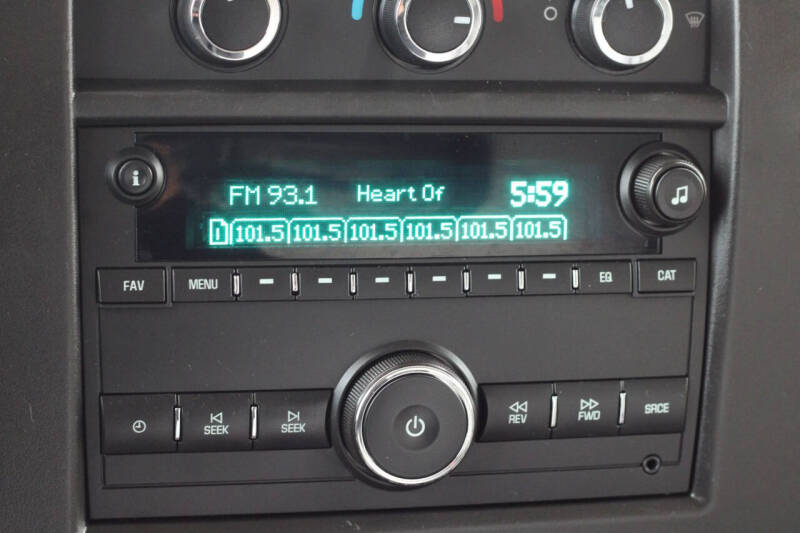 i
FM 93.1 Heart Of 5:59
1 101.5 101.5 101.5 101.5 101.5 101.5
FAV MENU EQ CAT
SEEK SEEK REV FWD SRCE